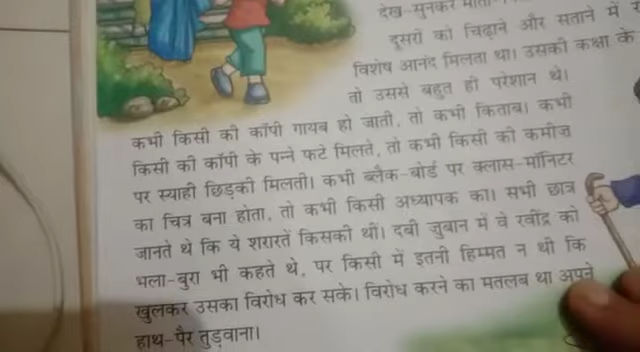 देख-सुनकर
दूसरों को चिढ़ाने और सताने में
विशेष आनंद मिलता था। उसकी कक्षा के
तो उससे बहुत ही परेशान थे।
कभी किसी की कॉपी गायब हो जाती, तो कभी किताब। कभी
किसी की कॉपी के पन्ने फटे मिलते, तो कभी किसी की कमीज़
पर स्याही छिड़की मिलती। कभी ब्लैक-बोर्ड पर क्लास-मॉनिटर
का चित्र बना होता, तो कभी किसी अध्यापक का। सभी छात्र
जानते थे कि ये शरारतें किसकी थीं। दबी ज़ुबान में वे रवींद्र को
भला-बुरा भी कहते थे, पर किसी में इतनी हिम्मत न थी कि
खुलकर उसका विरोध कर सके। विरोध करने का मतलब था अपने
हाथ-पैर तुड़वाना।